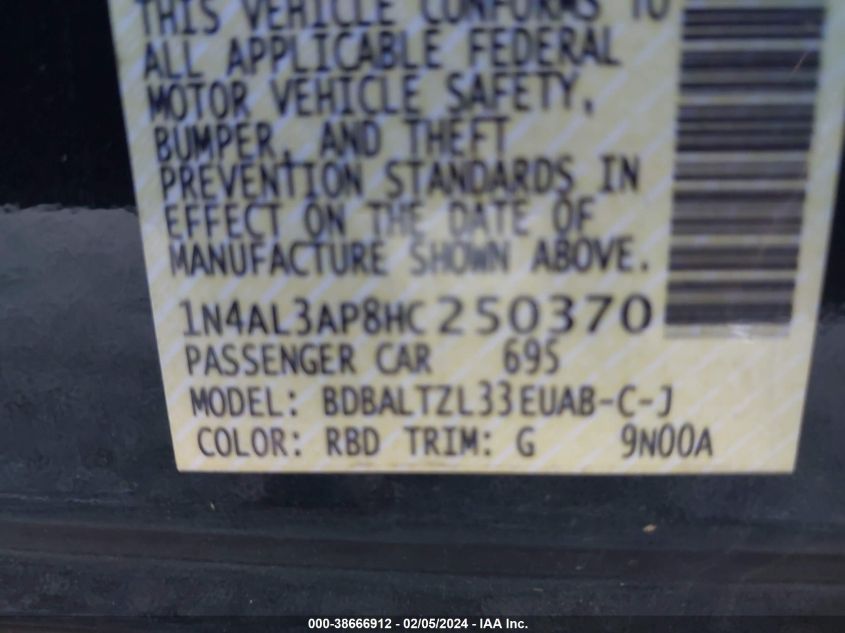 THIS VEHICLE CONFORMS TO
ALL APPLICABLE FEDERAL
MOTOR VEHICLE SAFETY,
BUMPER, AND THEFT
PREVENTION STANDARDS IN
EFFECT ON THE DATE OF
MANUFACTURE SHOWN ABOVE.
1N4AL3AP8HC250370
PASSENGER CAR 695
MODEL: BDBALTZL33EUAB-C-J
COLOR: RBD TRIM: G 9N00A
000-38666912 - 02/05/2024 - IAA Inc.